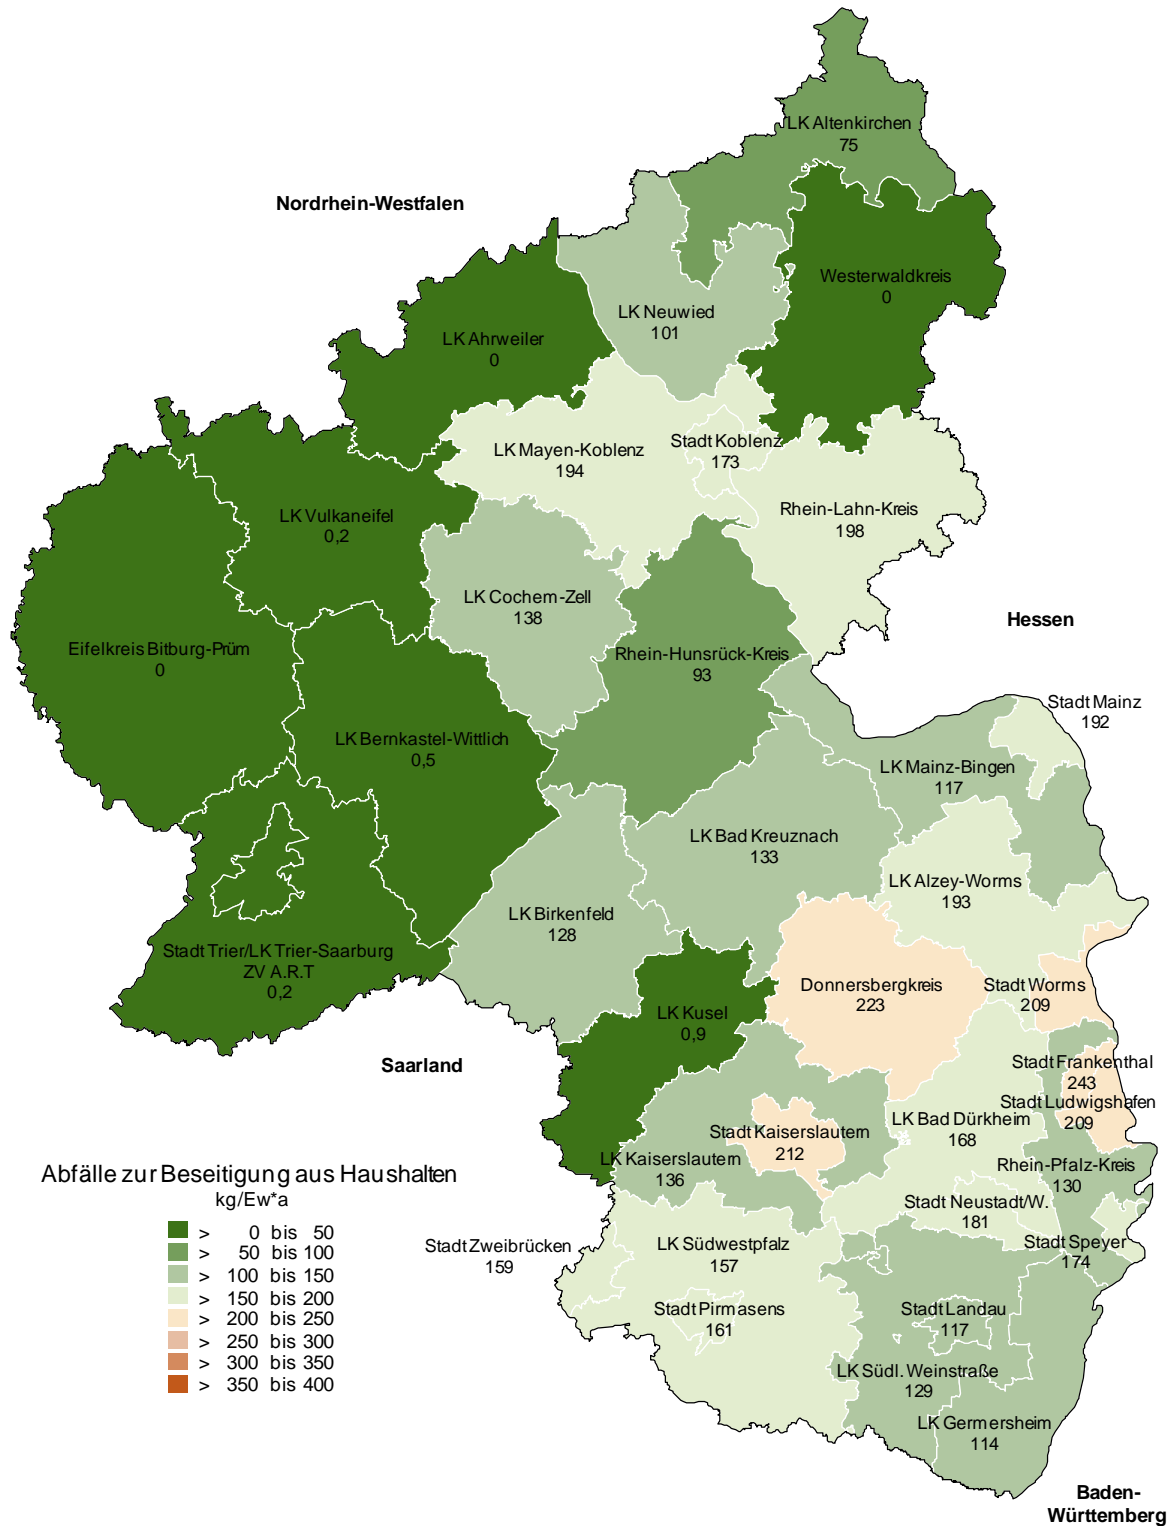 LK Altenkirchen
75
Nordrhein-Westfalen
Westerwaldkreis
0
LK Neuwied
101
LK Ahrweiler
0
Stadt Koblenz
173
LK Mayen-Koblenz
194
Rhein-Lahn-Kreis
198
LK Vulkaneifel
0,2
LK Cochem-Zell
138
Hessen
Eifelkreis Bitburg-Prüm
0
Rhein-Hunsrück-Kreis
93
Stadt Mainz
192
LK Bernkastel-Wittlich
0,5
LK Mainz-Bingen
117
LK Bad Kreuznach
133
LK Alzey-Worms
193
LK Birkenfeld
128
Stadt Trier/LK Trier-Saarburg
ZV A.R.T
0,2
Donnersbergkreis
223
Stadt Worms
209
LK Kusel
0,9
Saarland
Stadt Frankenthal
243
Stadt Ludwigshafen
209
LK Bad Dürkheim
168
Stadt Kaiserslautern
212
LK Kaiserslautern
136
Rhein-Pfalz-Kreis
130
Stadt Neustadt/W.
181
Stadt Speyer
174
Stadt Zweibrücken
159
LK Südwestpfalz
157
Stadt Pirmasens
161
Stadt Landau
117
LK Südl. Weinstraße
129
LK Germersheim
114
Baden-
Württemberg
Abfälle zur Beseitigung aus Haushalten
kg/Ew*a
> 0 bis 50
> 50 bis 100
> 100 bis 150
> 150 bis 200
> 200 bis 250
> 250 bis 300
> 300 bis 350
> 350 bis 400